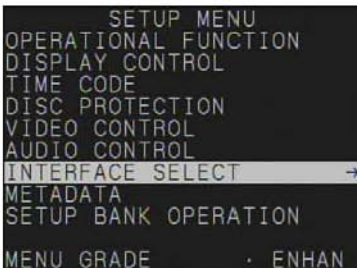 SETUP MENU
OPERATIONAL FUNCTION
DISPLAY CONTROL
TIME CODE
DISC PROTECTION
VIDEO CONTROL
AUDIO CONTROL
INTERFACE SELECT →
METADATA
SETUP BANK OPERATION
MENU GRADE · ENHAN